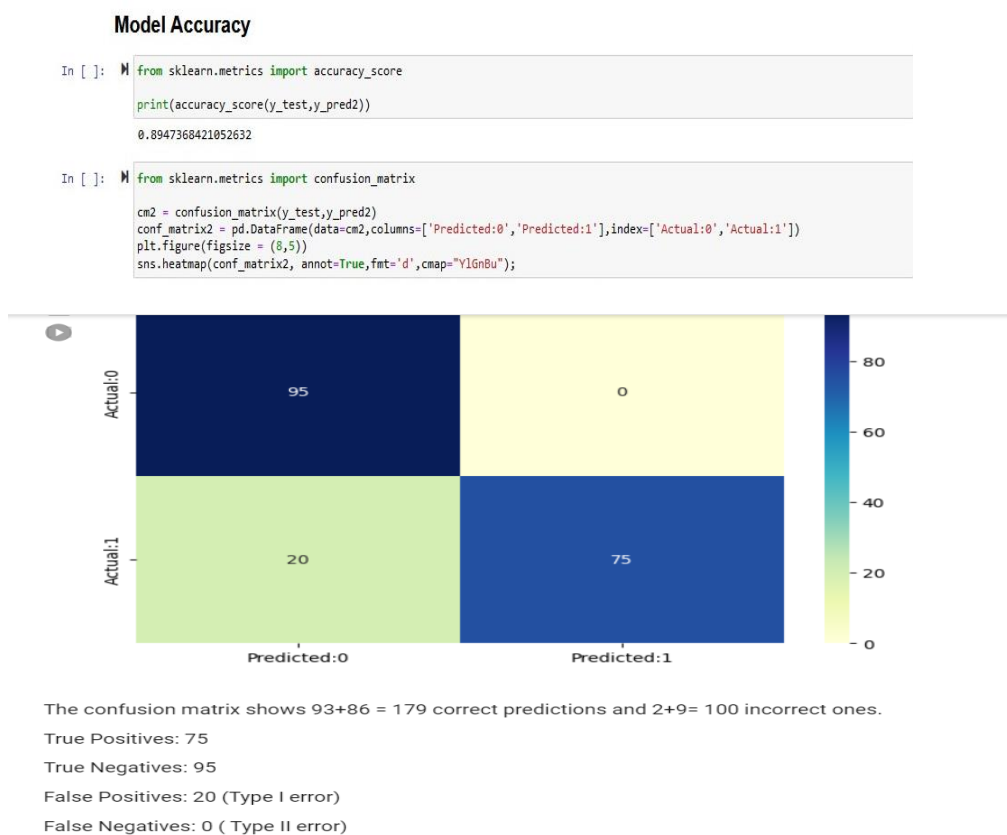 Model Accuracy
In [ ]: from sklearn.metrics import accuracy_score
print(accuracy_score(y_test,y_pred2))
0.8947368421052632
In [ ]: from sklearn.metrics import confusion_matrix
cm2 = confusion_matrix(y_test,y_pred2)
conf_matrix2 = pd.DataFrame(data=cm2,columns=['Predicted:0','Predicted:1'],index=['Actual:0','Actual:1'])
plt.figure(figsize = (8,5))
sns.heatmap(conf_matrix2, annot=True,fmt='d',cmap="YlGnBu");
80
Actual:0 95 0
60
40
Actual:1 20 75
20
0
Predicted:0 Predicted:1
The confusion matrix shows 93+86 = 179 correct predictions and 2+9= 100 incorrect ones.
True Positives: 75
True Negatives: 95
False Positives: 20 (Type I error)
False Negatives: 0 ( Type II error)